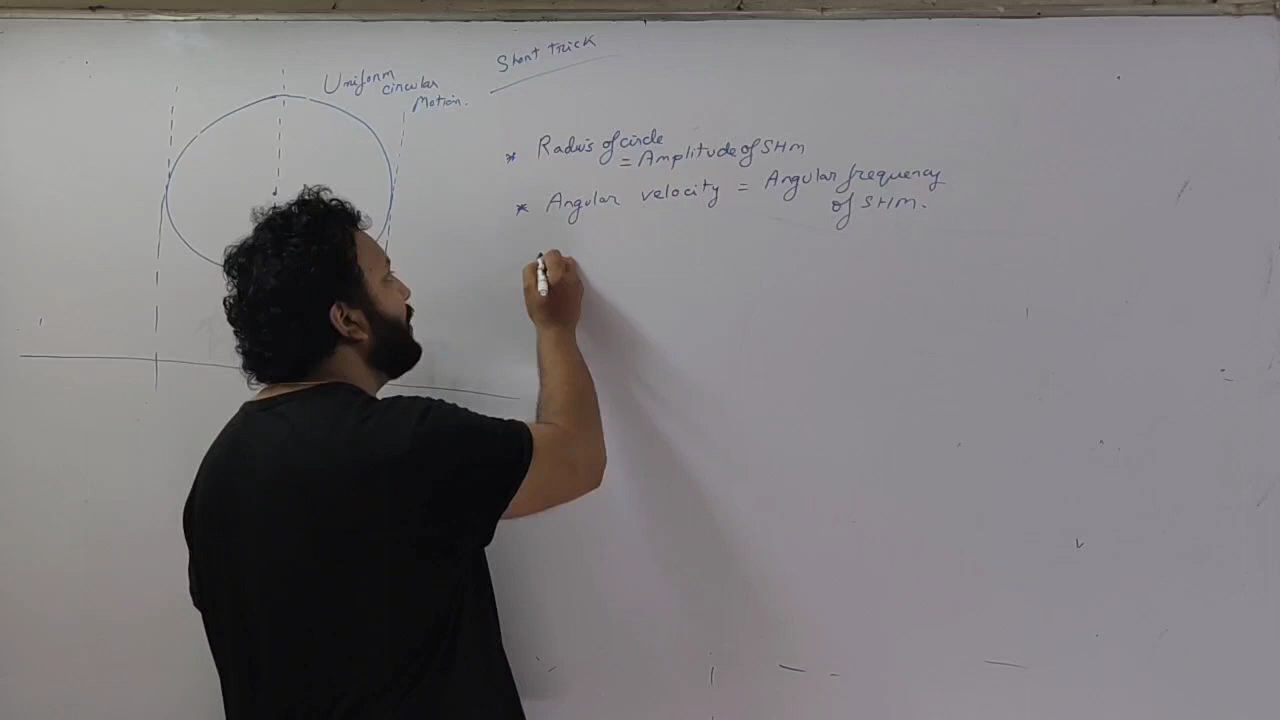 Uniform
circular
Motion.
Short trick
* Radius of circle
= Amplitude of SHM
* Angular velocity = Angular frequency
of SHM.